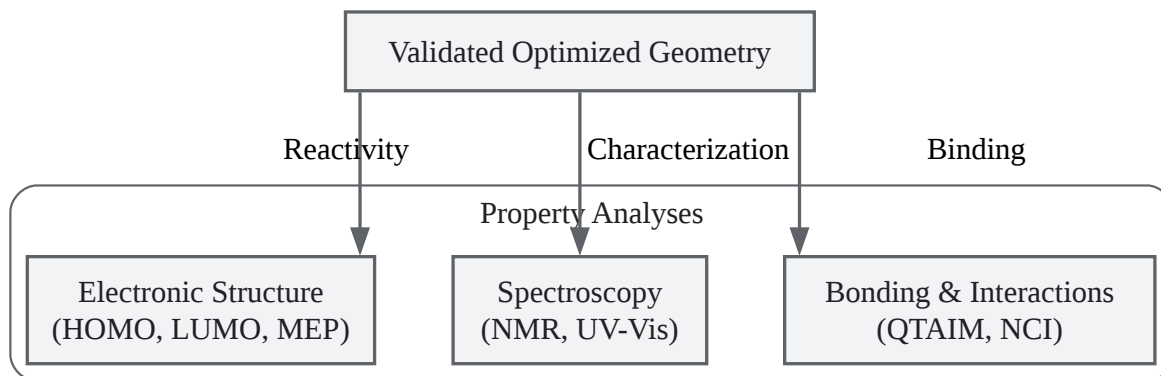 Validated Optimized Geometry
Reactivity
Characterization
Binding
Property Analyses
Electronic Structure
(HOMO, LUMO, MEP)
Spectroscopy
(NMR, UV-Vis)
Bonding & Interactions
(QTAIM, NCI)